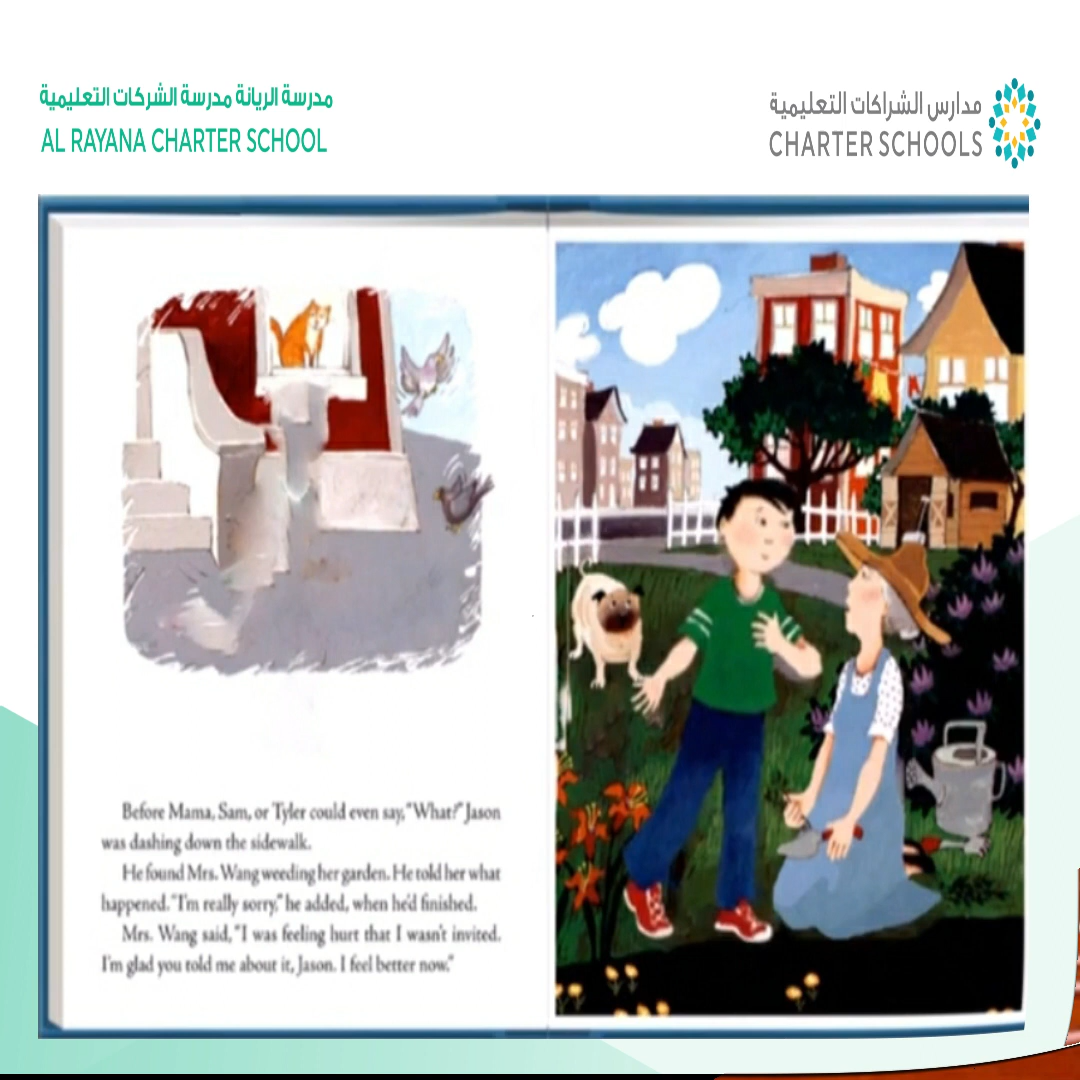 مدرسة الريانة مدرسة الشركات التعليمية
AL RAYANA CHARTER SCHOOL
مدارس الشراكات التعليمية
CHARTER SCHOOLS
Before Mama, Sam, or Tyler could even say, "What?" Jason
was dashing down the sidewalk.
He found Mrs. Wang weeding her garden. He told her what
happened. "I'm really sorry," he added, when he'd finished.
Mrs. Wang said, "I was feeling hurt that I wasn't invited.
I'm glad you told me about it, Jason. I feel better now."